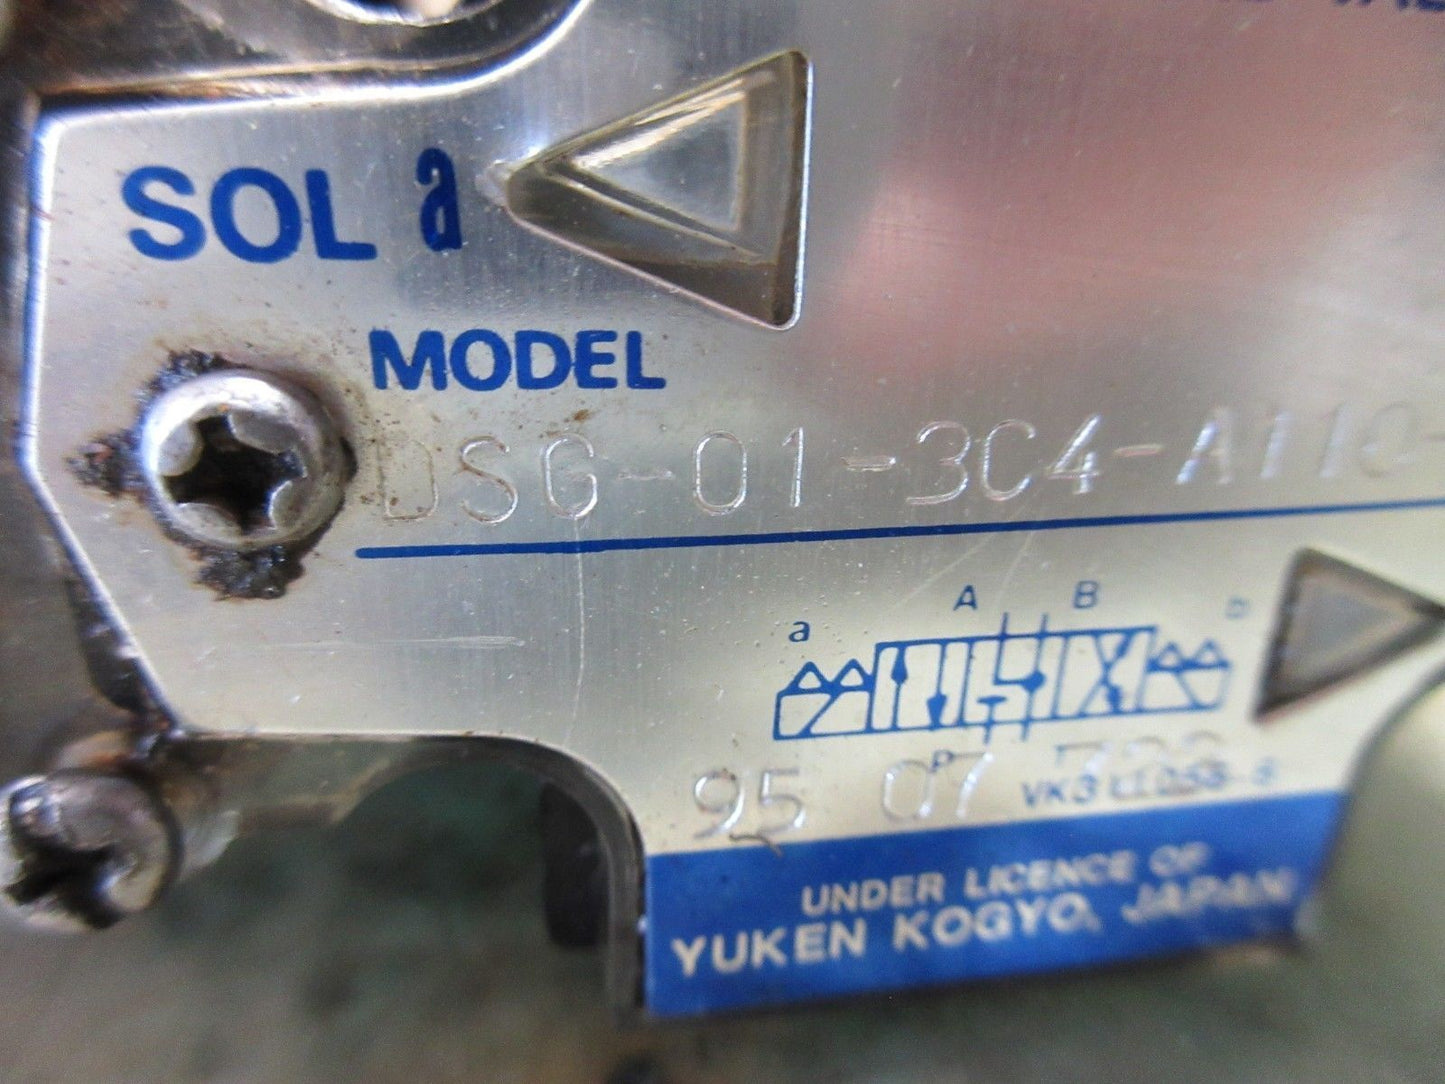 SOL a
MODEL
DSG-01-3C4-A110-
A B
a b
P T
95 07
UNDER LICENCE OF
YUKEN KOGYO, JAPAN